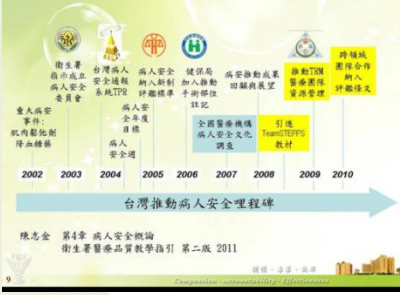 衛生署
指示成立
病人安全
委員會
台灣病人
安全通報
系統TPR
病人安全
納入新制
評鑑標準
健保局
加入推動
手術部位
註記
病安推動成果
回顧與展望
推動TRM
醫療團隊
資源管理
跨領域
團隊合作
納入
評鑑條文
重大病安
事件:
肌肉鬆弛劑
降血糖藥
病人
安全通
病人安
全年度
目標
全國醫療機構
病人安全文化
調查
引進
TeamSTEPPS
教材
2002 2003 2004 2005 2006 2007 2008 2009 2010
台灣推動病人安全哩程碑
陳志金 第4章 病人安全概論
衛生署醫療品質教學指引 第二版 2011
9
Compassion . accountability . Effectiveness